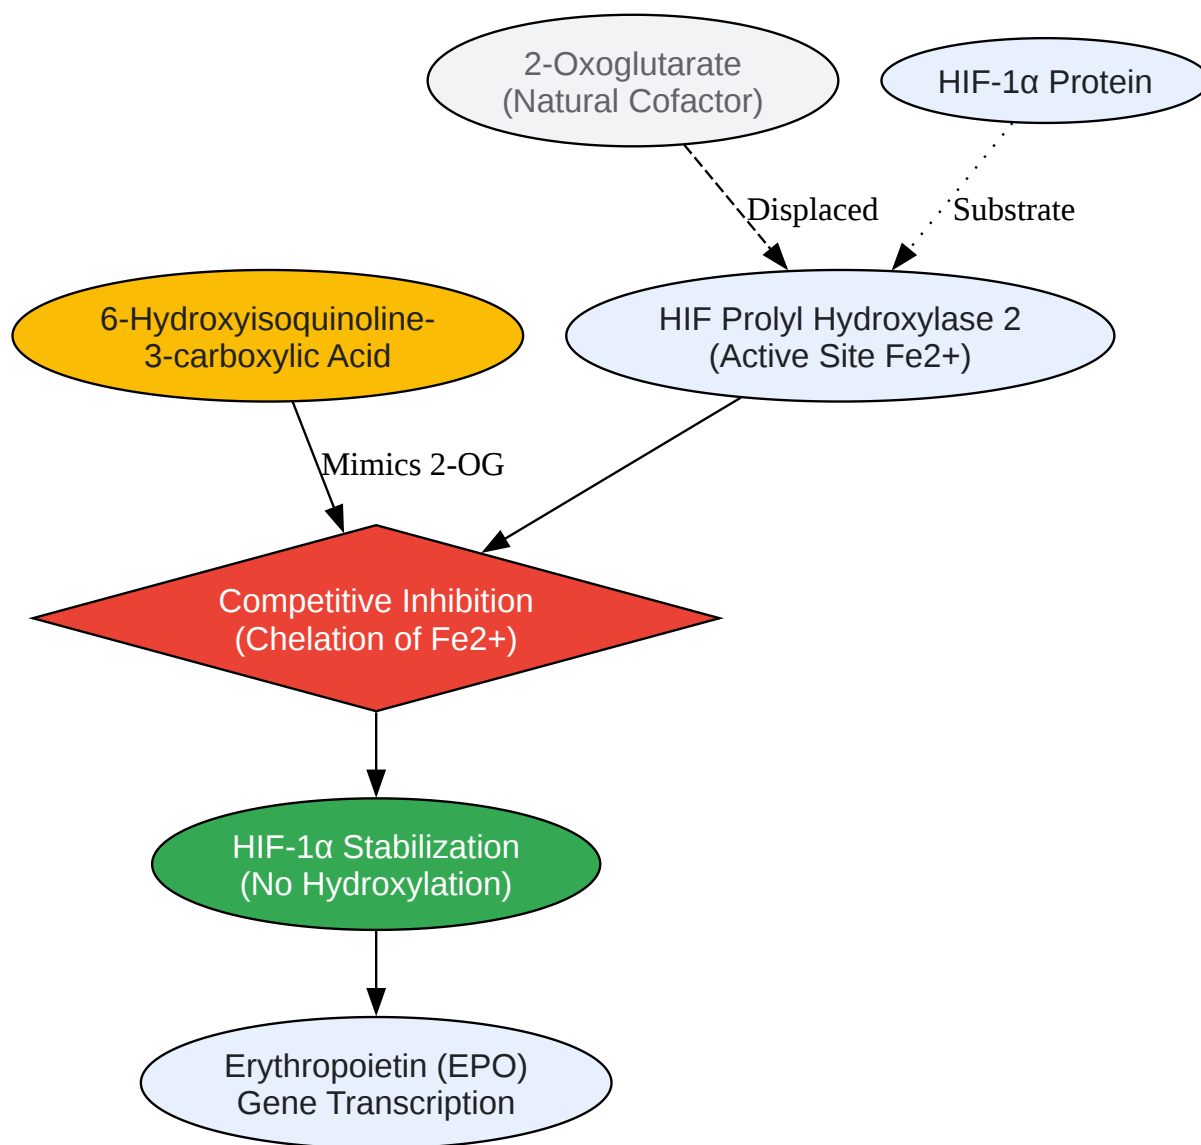 2-Oxoglutarate
(Natural Cofactor)
HIF-1α Protein
Displaced
Substrate
6-Hydroxyisoquinoline-
3-carboxylic Acid
HIF Prolyl Hydroxylase 2
(Active Site Fe2+)
Mimics 2-OG
Competitive Inhibition
(Chelation of Fe2+)
HIF-1α Stabilization
(No Hydroxylation)
Erythropoietin (EPO)
Gene Transcription